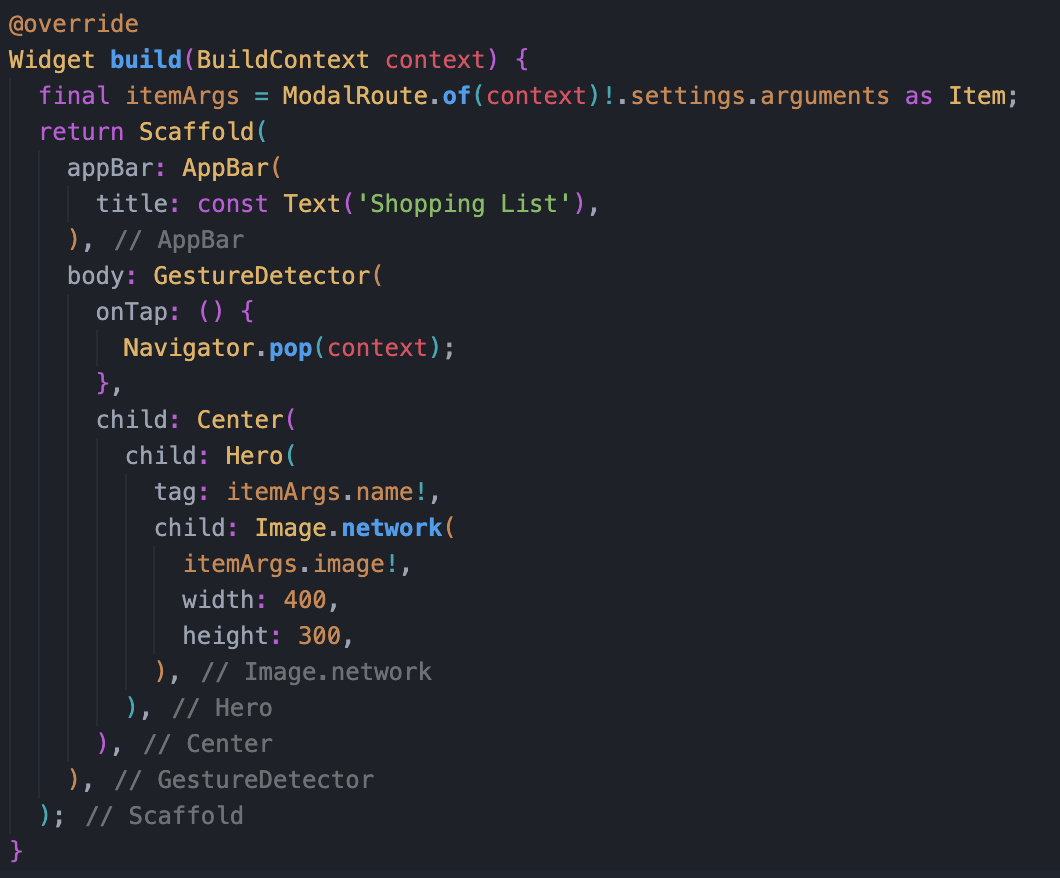 @override
Widget build(BuildContext context) {
  final itemArgs = ModalRoute.of(context)!.settings.arguments as Item;
  return Scaffold(
    appBar: AppBar(
      title: const Text('Shopping List'),
    ), // AppBar
    body: GestureDetector(
      onTap: () {
        Navigator.pop(context);
      },
      child: Center(
        child: Hero(
          tag: itemArgs.name!,
          child: Image.network(
            itemArgs.image!,
            width: 400,
            height: 300,
          ), // Image.network
        ), // Hero
      ), // Center
    ), // GestureDetector
  ); // Scaffold
}